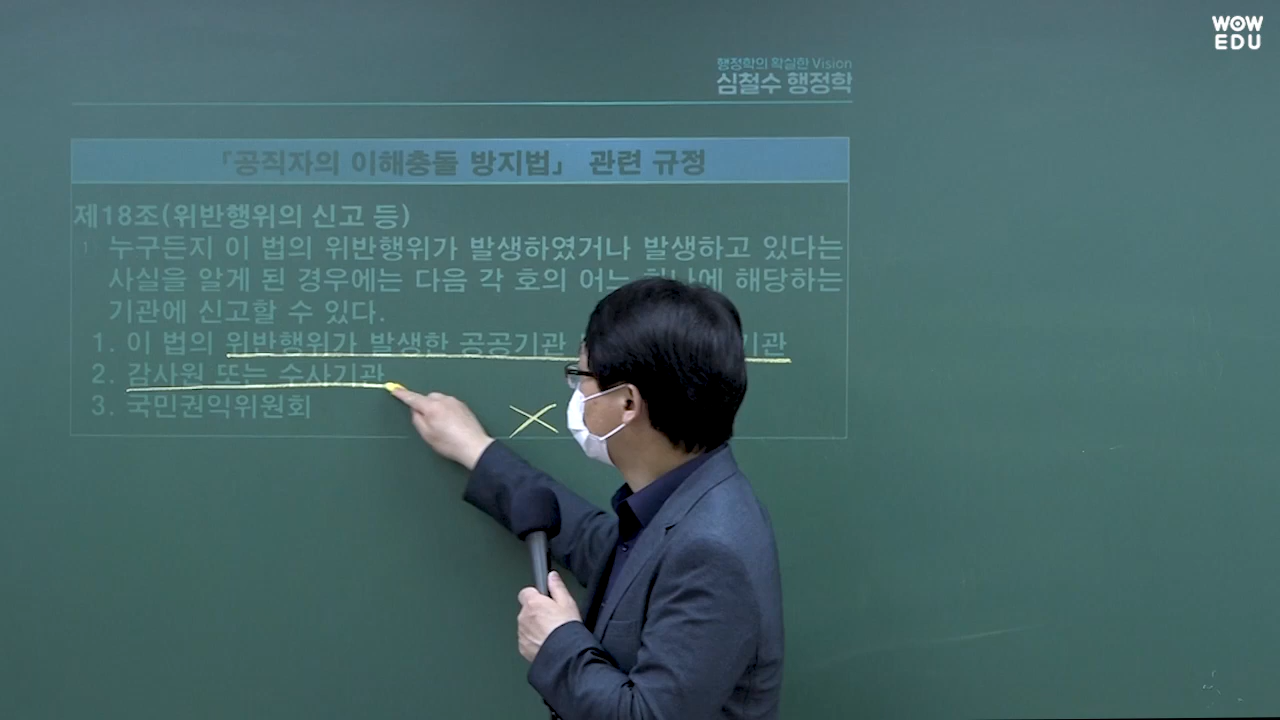 WOW
EDU
행정학의 확실한 Vision
심철수 행정학
「공직자의 이해충돌 방지법」 관련 규정
제18조(위반행위의 신고 등)
누구든지 이 법의 위반행위가 발생하였거나 발생하고 있다는
사실을 알게 된 경우에는 다음 각 호의 어느 하나에 해당하는
기관에 신고할 수 있다.
1. 이 법의 위반행위가 발생한 공공기관 기관
2. 감사원 또는 수사기관
3. 국민권익위원회